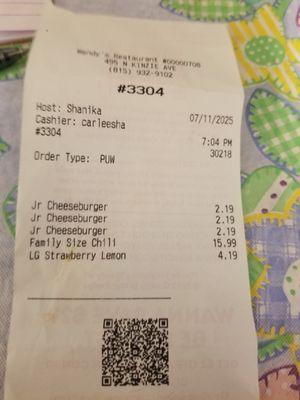 Wendy's Restaurant #00000708
495 N KINZIE AVE
(815) 932-9102
#3304
Host: Shanika 07/11/2025
Cashier: carleesha
#3304 7:04 PM
30218
Order Type: PUW
Jr Cheeseburger 2.19
Jr Cheeseburger 2.19
Jr Cheeseburger 2.19
Family Size Chili 15.99
LG Strawberry Lemon 4.19